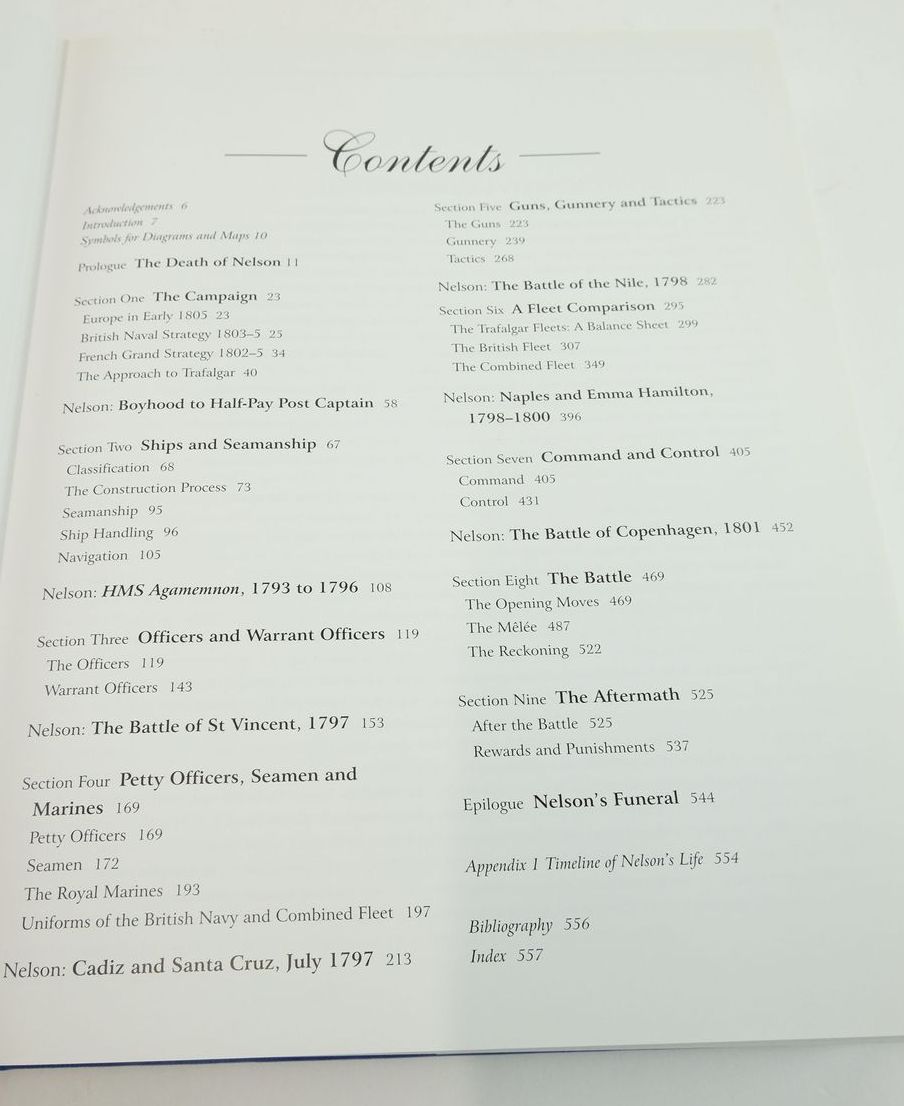 Contents
Acknowledgements 6
Introduction 7
Symbols for Diagrams and Maps 10
Prologue The Death of Nelson 11
Section One The Campaign 23
Europe in Early 1805 23
British Naval Strategy 1803–5 25
French Grand Strategy 1802–5 34
The Approach to Trafalgar 40
Nelson: Boyhood to Half-Pay Post Captain 58
Section Two Ships and Seamanship 67
Classification 68
The Construction Process 73
Seamanship 95
Ship Handling 96
Navigation 105
Nelson: HMS Agamemnon, 1793 to 1796 108
Section Three Officers and Warrant Officers 119
The Officers 119
Warrant Officers 143
Nelson: The Battle of St Vincent, 1797 153
Section Four Petty Officers, Seamen and
Marines 169
Petty Officers 169
Seamen 172
The Royal Marines 193
Uniforms of the British Navy and Combined Fleet 197
Nelson: Cadiz and Santa Cruz, July 1797 213
Section Five Guns, Gunnery and Tactics 223
The Guns 223
Gunnery 239
Tactics 268
Nelson: The Battle of the Nile, 1798 282
Section Six A Fleet Comparison 295
The Trafalgar Fleets: A Balance Sheet 299
The British Fleet 307
The Combined Fleet 349
Nelson: Naples and Emma Hamilton,
1798–1800 396
Section Seven Command and Control 405
Command 405
Control 431
Nelson: The Battle of Copenhagen, 1801 452
Section Eight The Battle 469
The Opening Moves 469
The Mêlée 487
The Reckoning 522
Section Nine The Aftermath 525
After the Battle 525
Rewards and Punishments 537
Epilogue Nelson's Funeral 544
Appendix 1 Timeline of Nelson's Life 554
Bibliography 556
Index 557